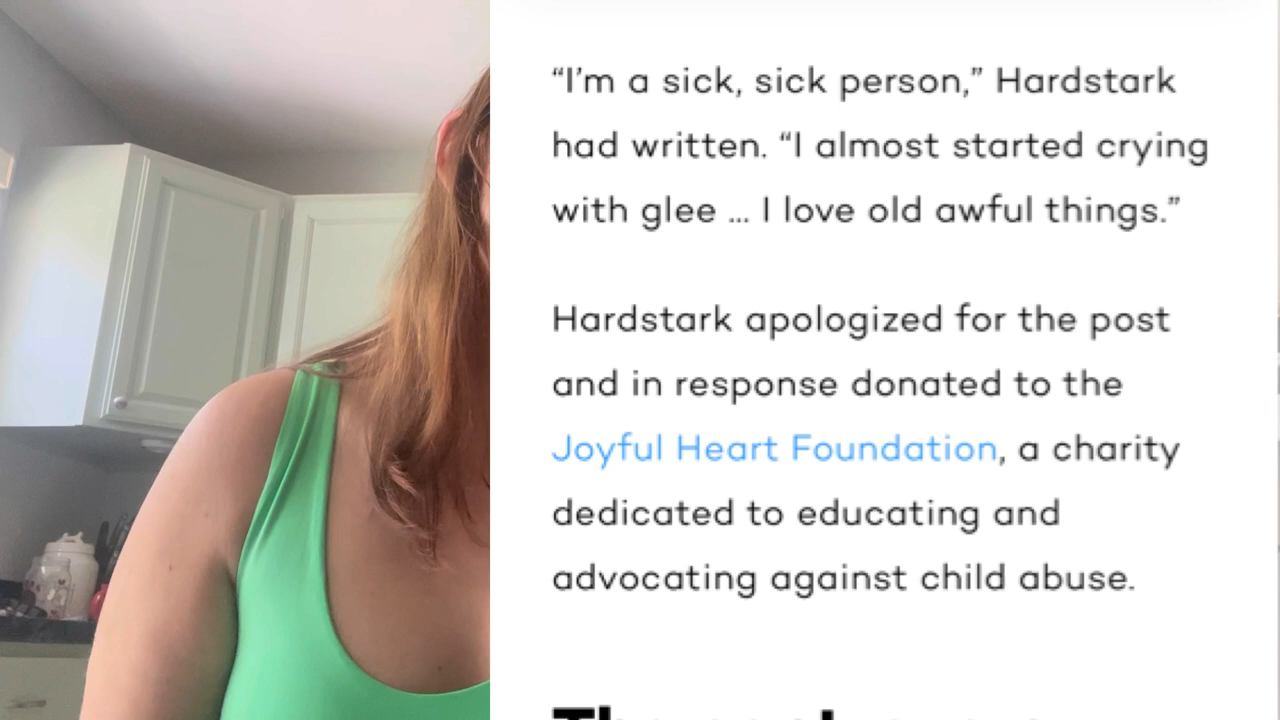 “I’m a sick, sick person,” Hardstark
had written. “I almost started crying
with glee ... I love old awful things.”
Hardstark apologized for the post
and in response donated to the
Joyful Heart Foundation, a charity
dedicated to educating and
advocating against child abuse.